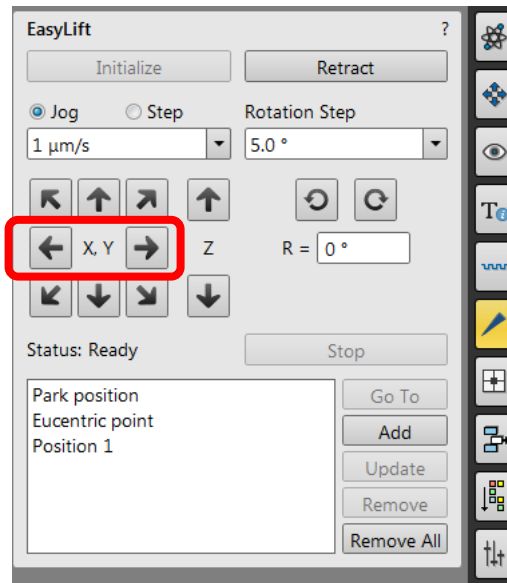 EasyLift ?
Initialize Retract
Jog Step Rotation Step
1 µm/s 5.0 °
X, Y Z R = 0 °
Status: Ready Stop
Park position Go To
Eucentric point Add
Position 1 Update
Remove
Remove All
T